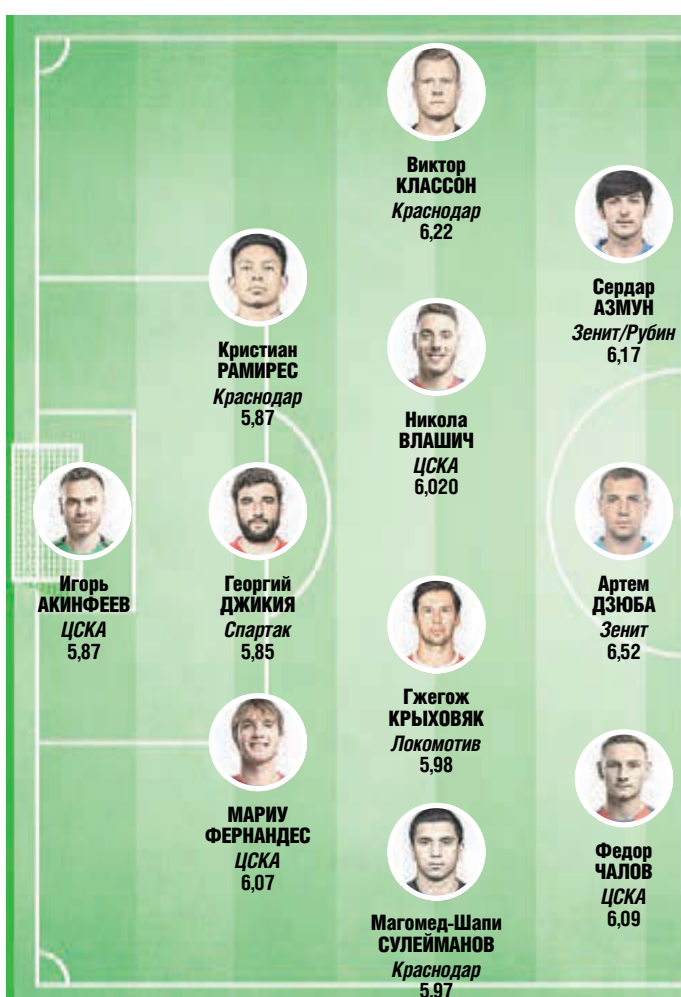 Виктор
КЛАССОН
Краснодар
6,22
Сердар
АЗМУН
Зенит/Рубин
6,17
Кристиан
РАМИРЕС
Краснодар
5,87
Никола
ВЛАШИЧ
ЦСКА
6,020
Игорь
АКИНФЕЕВ
ЦСКА
5,87
Георгий
ДЖИКИЯ
Спартак
5,85
Артем
ДЗЮБА
Зенит
6,52
Гжегож
КРЫХОВЯК
Локомотив
5,98
МАРИУ
ФЕРНАНДЕС
ЦСКА
6,07
Федор
ЧАЛОВ
ЦСКА
6,09
Магомед-Шапи
СУЛЕЙМАНОВ
Краснодар
5,97